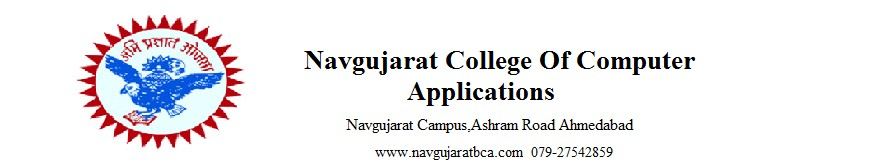 Navgujarat College Of Computer
Applications
Navgujarat Campus,Ashram Road Ahmedabad
www.navgujaratbca.com 079-27542859